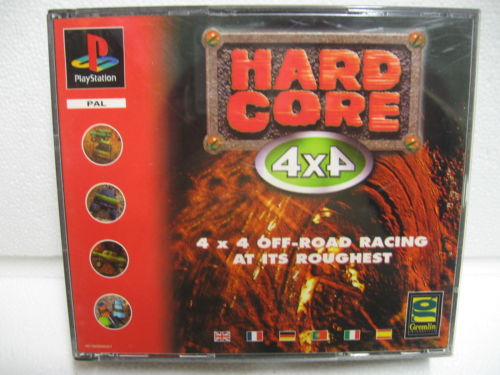 PlayStation
PAL
HARD
CORE
4x4
4 x 4 OFF-ROAD RACING
AT ITS ROUGHEST
Gremlin